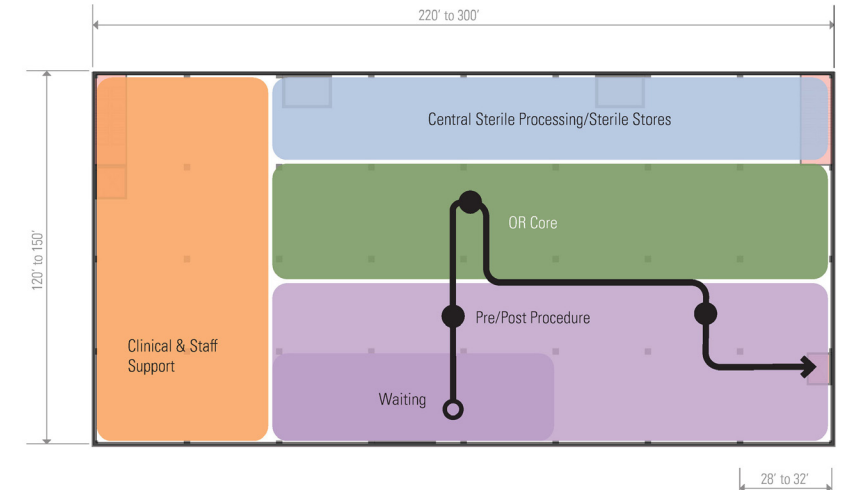 220' to 300'
Central Sterile Processing/Sterile Stores
OR Core
120' to 150'
Pre/Post Procedure
Clinical & Staff
Support
Waiting
28' to 32'